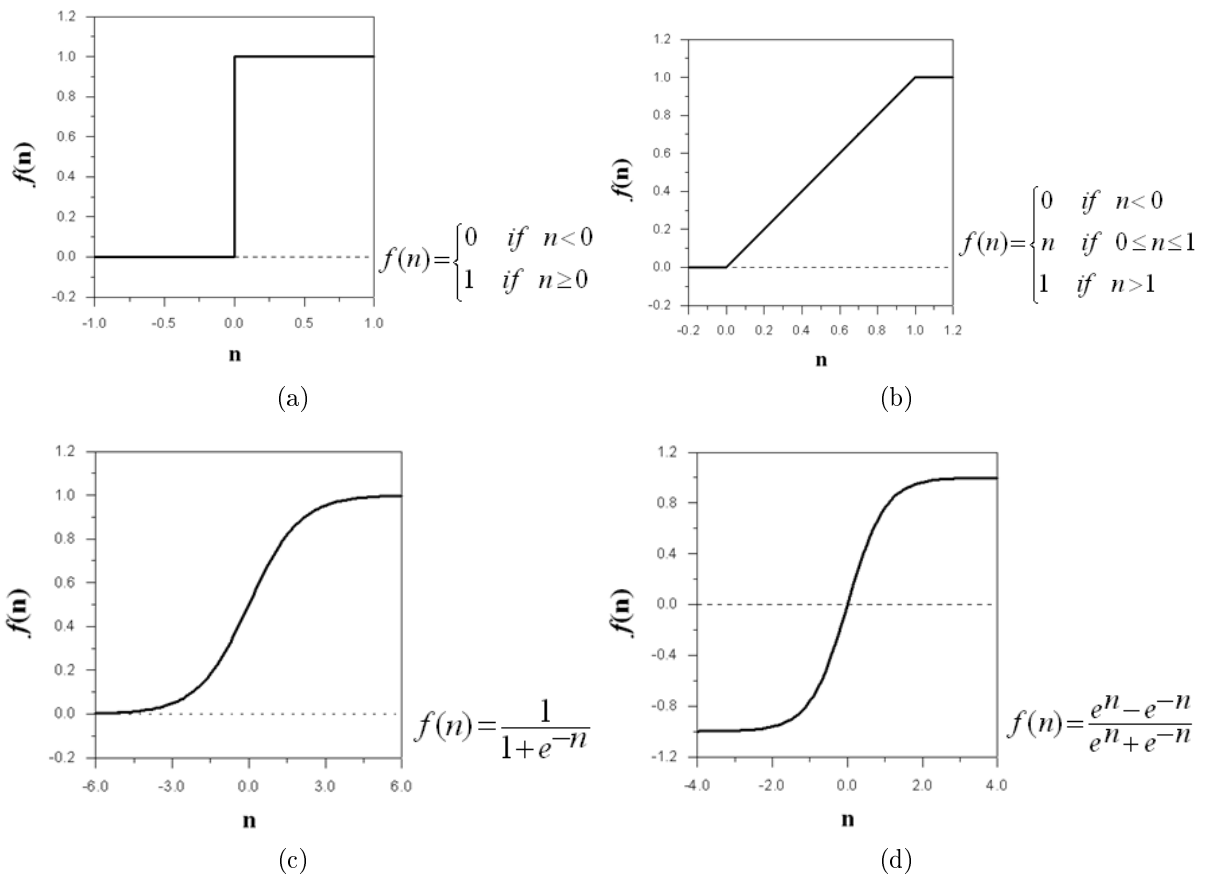 1.2
1.0
0.8
0.6
0.4
0.2
0.0
-0.2
f(n)
-1.0 -0.5 0.0 0.5 1.0
n
f(n)={0 if n<0
1 if n≥0
(a)
1.2
1.0
0.8
0.6
0.4
0.2
0.0
-0.2
f(n)
-0.2 0.0 0.2 0.4 0.6 0.8 1.0 1.2
n
f(n)={0 if n<0
n if 0≤n≤1
1 if n>1
(b)
1.2
1.0
0.8
0.6
0.4
0.2
0.0
-0.2
f(n)
-6.0 -3.0 0.0 3.0 6.0
n
f(n)=1/(1+e^{-n})
(c)
1.2
0.8
0.4
0.0
-0.4
-0.8
-1.2
f(n)
-4.0 -2.0 0.0 2.0 4.0
n
f(n)=(e^n-e^{-n})/(e^n+e^{-n})
(d)